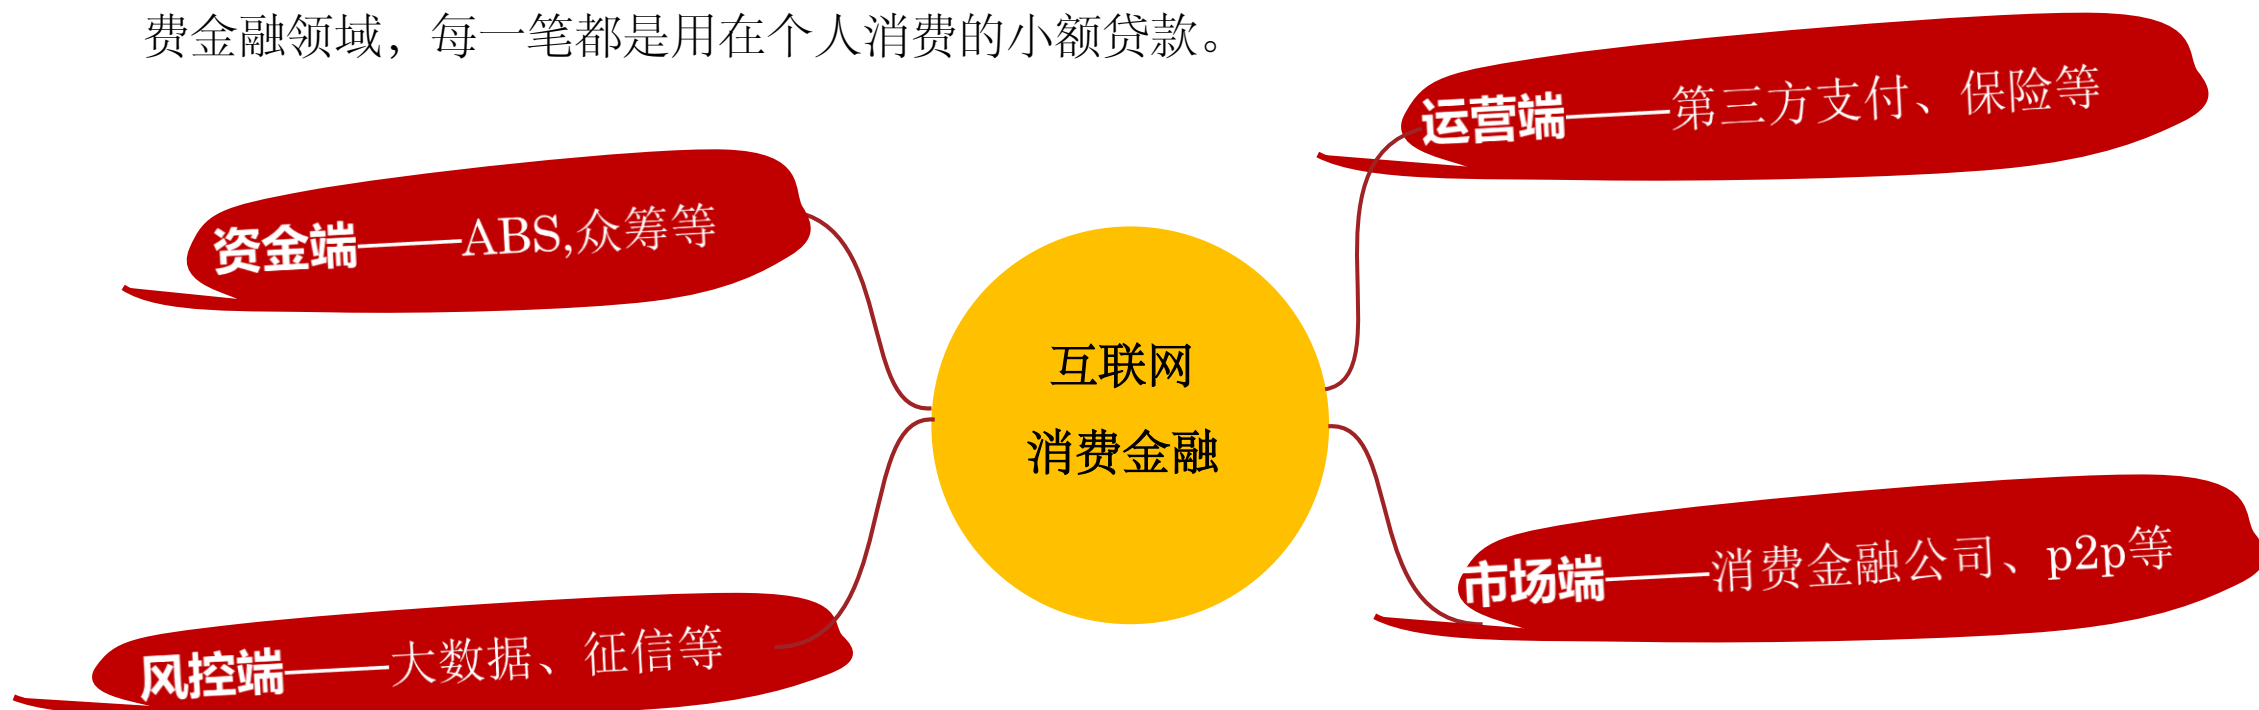 费金融领域，每一笔都是用在个人消费的小额贷款。
运营端——第三方支付、保险等
资金端——ABS,众筹等
互联网
消费金融
市场端——消费金融公司、p2p等
风控端——大数据、征信等